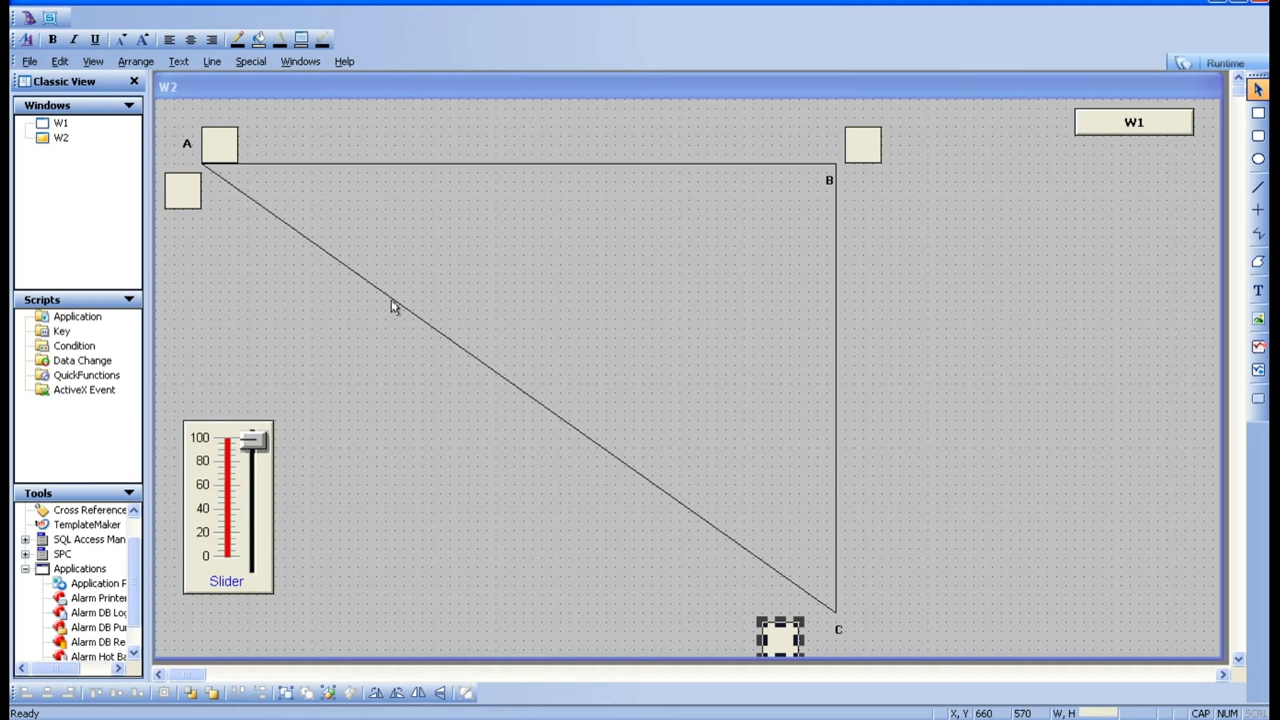 B I U
File Edit View Arrange Text Line Special Windows Help Runtime
Classic View
Windows
W1
W2
Scripts
Application
Key
Condition
Data Change
QuickFunctions
ActiveX Event
Tools
Cross Reference
TemplateMaker
SQL Access Man
SPC
Applications
Application P
Alarm Printer
Alarm DB Log
Alarm DB Pu
Alarm DB Re
Alarm Hot Ba
W2
W1
A
B
C
100
80
60
40
20
0
Slider
T
Ready X, Y 660 570 W, H CAP NUM SCRL